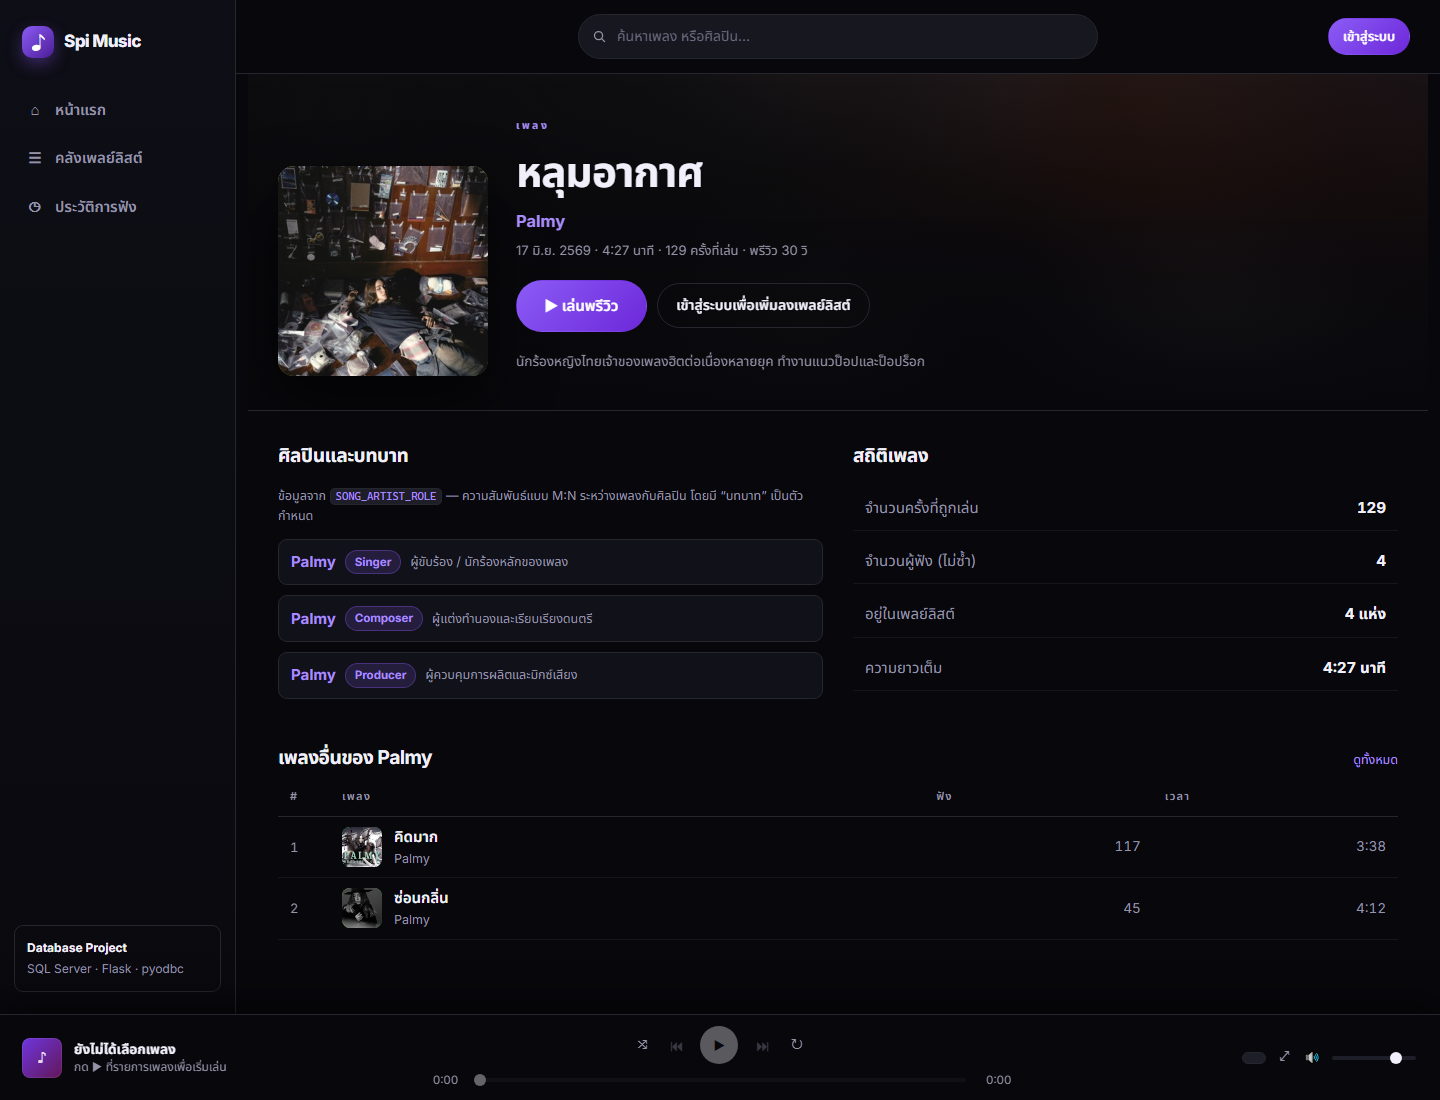 Spi Music
ค้นหาเพลง หรือศิลปิน...
เข้าสู่ระบบ
หน้าแรก
คลังเพลย์ลิสต์
ประวัติการฟัง
เพลง
หลุมอากาศ
Palmy
17 มิ.ย. 2569 · 4:27 นาที · 129 ครั้งที่เล่น · พรีวิว 30 วิ
▶ เล่นพรีวิว
เข้าสู่ระบบเพื่อเพิ่มลงเพลย์ลิสต์
นักร้องหญิงไทยเจ้าของเพลงฮิตต่อเนื่องหลายยุค ทำงานแนวป็อปและป็อปร็อก
ศิลปินและบทบาท
ข้อมูลจาก SONG_ARTIST_ROLE — ความสัมพันธ์แบบ M:N ระหว่างเพลงกับศิลปิน โดยมี “บทบาท” เป็นตัว
กำหนด
Palmy Singer ผู้ขับร้อง / นักร้องหลักของเพลง
Palmy Composer ผู้แต่งทำนองและเรียบเรียงดนตรี
Palmy Producer ผู้ควบคุมการผลิตและมิกซ์เสียง
สถิติเพลง
จำนวนครั้งที่ถูกเล่น 129
จำนวนผู้ฟัง (ไม่ซ้ำ) 4
อยู่ในเพลย์ลิสต์ 4 แห่ง
ความยาวเต็ม 4:27 นาที
เพลงอื่นของ Palmy
ดูทั้งหมด
# เพลง ฟัง เวลา
1 คิดมาก 117 3:38
Palmy
2 ซ่อนกลิ่น 45 4:12
Palmy
Database Project
SQL Server · Flask · pyodbc
ยังไม่ได้เลือกเพลง
กด ▶ ที่รายการเพลงเพื่อเริ่มเล่น
0:00 0:00